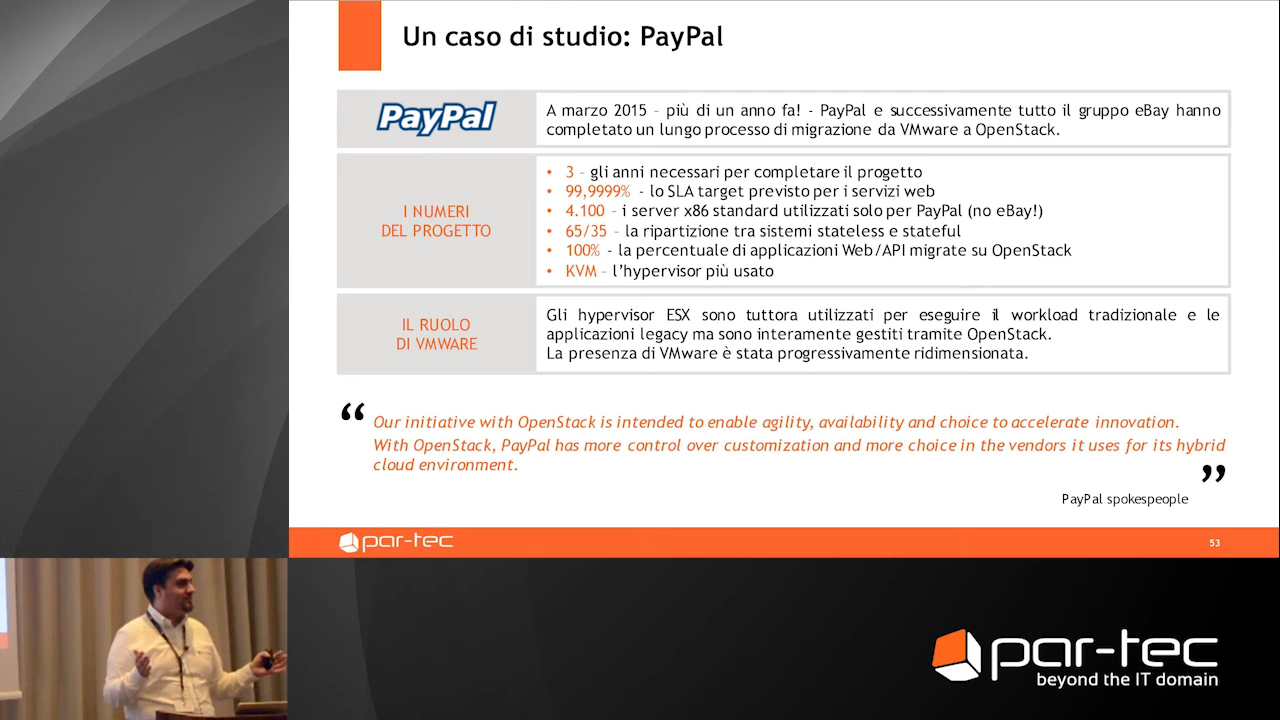 Un caso di studio: PayPal
PayPal
A marzo 2015 – più di un anno fa! - PayPal e successivamente tutto il gruppo eBay hanno
completato un lungo processo di migrazione da VMware a OpenStack.
I NUMERI
DEL PROGETTO
• 3 – gli anni necessari per completare il progetto
• 99,9999% - lo SLA target previsto per i servizi web
• 4.100 – i server x86 standard utilizzati solo per PayPal (no eBay!)
• 65/35 – la ripartizione tra sistemi stateless e stateful
• 100% - la percentuale di applicazioni Web/API migrate su OpenStack
• KVM – l’hypervisor più usato
IL RUOLO
DI VMWARE
Gli hypervisor ESX sono tuttora utilizzati per eseguire il workload tradizionale e le
applicazioni legacy ma sono interamente gestiti tramite OpenStack.
La presenza di VMware è stata progressivamente ridimensionata.
“ Our initiative with OpenStack is intended to enable agility, availability and choice to accelerate innovation.
With OpenStack, PayPal has more control over customization and more choice in the vendors it uses for its hybrid
cloud environment. ”
PayPal spokespeople
par-tec
53
par-tec
beyond the IT domain